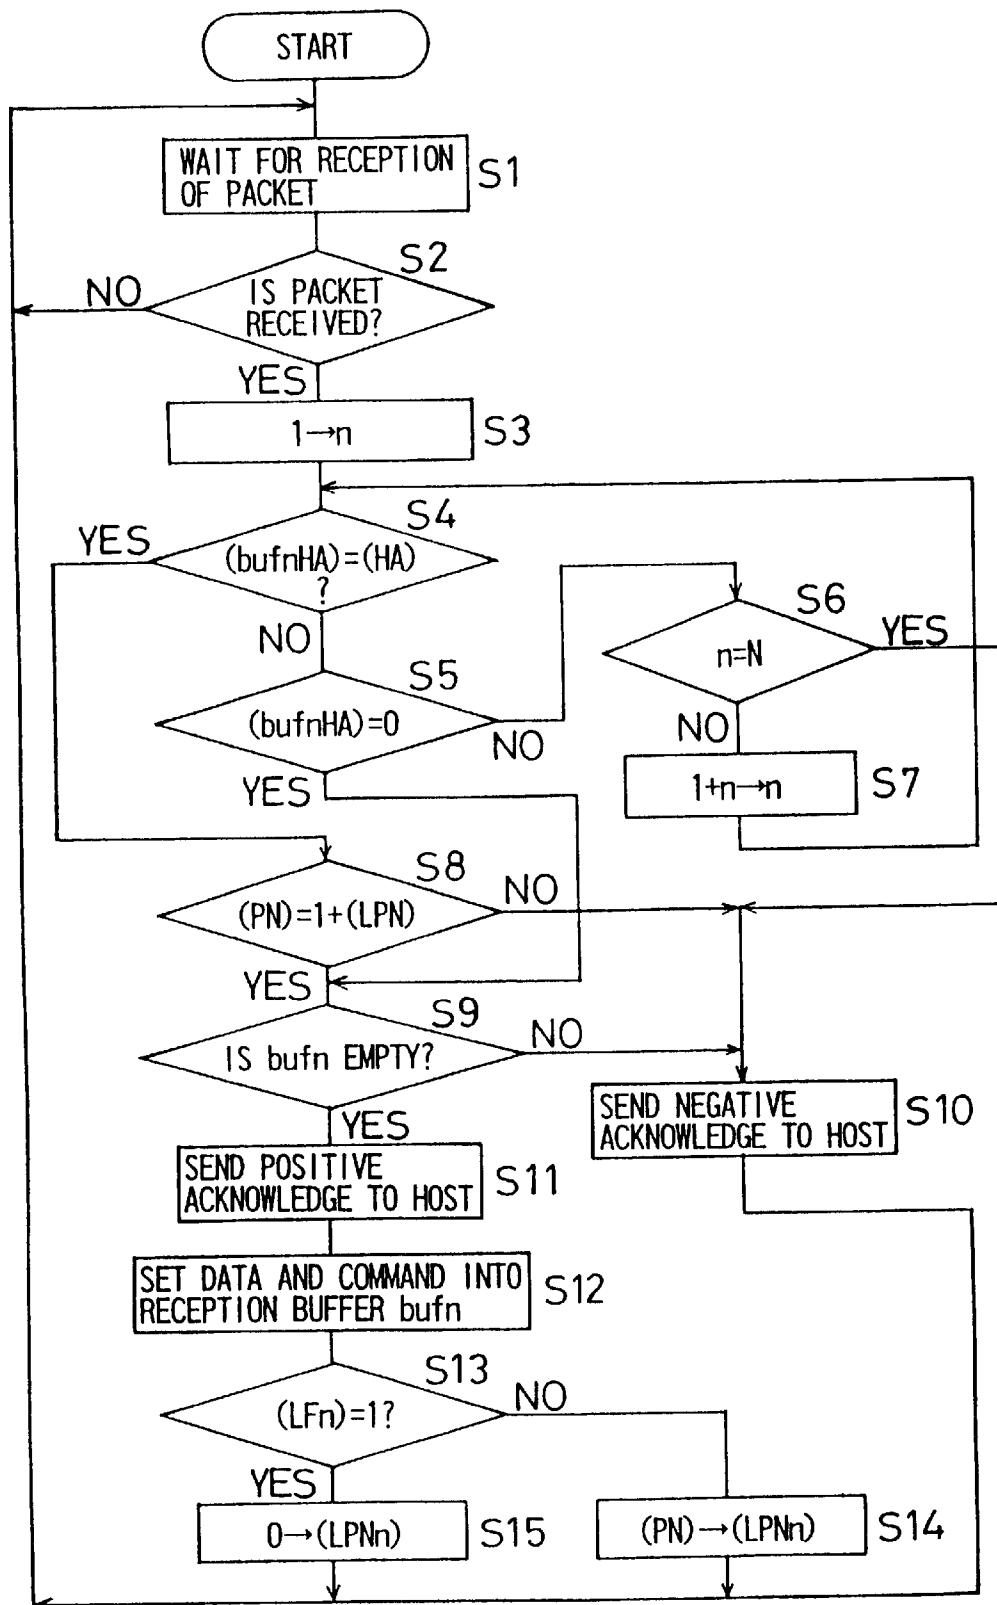 START
WAIT FOR RECEPTION
OF PACKET
S1
S2
NO
IS PACKET
RECEIVED?
YES
1→n
S3
S4
YES
(bufnHA)=(HA)
?
NO
S6
YES
n=N
S5
(bufnHA)=0
NO
NO
1+n→n
S7
YES
S8
NO
(PN)=1+(LPN)
YES
S9
NO
IS bufn EMPTY?
SEND NEGATIVE
ACKNOWLEDGE TO HOST
S10
YES
SEND POSITIVE
ACKNOWLEDGE TO HOST
S11
SET DATA AND COMMAND INTO
RECEPTION BUFFER bufn
S12
S13
NO
(LFn)=1?
YES
0→(LPNn)
S15
(PN)→(LPNn)
S14